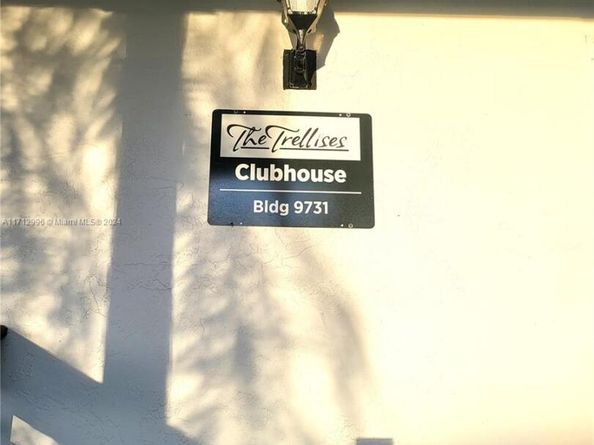 The Trellises
Clubhouse
Bldg 9731
A11712996 © Miami MLS® 2024